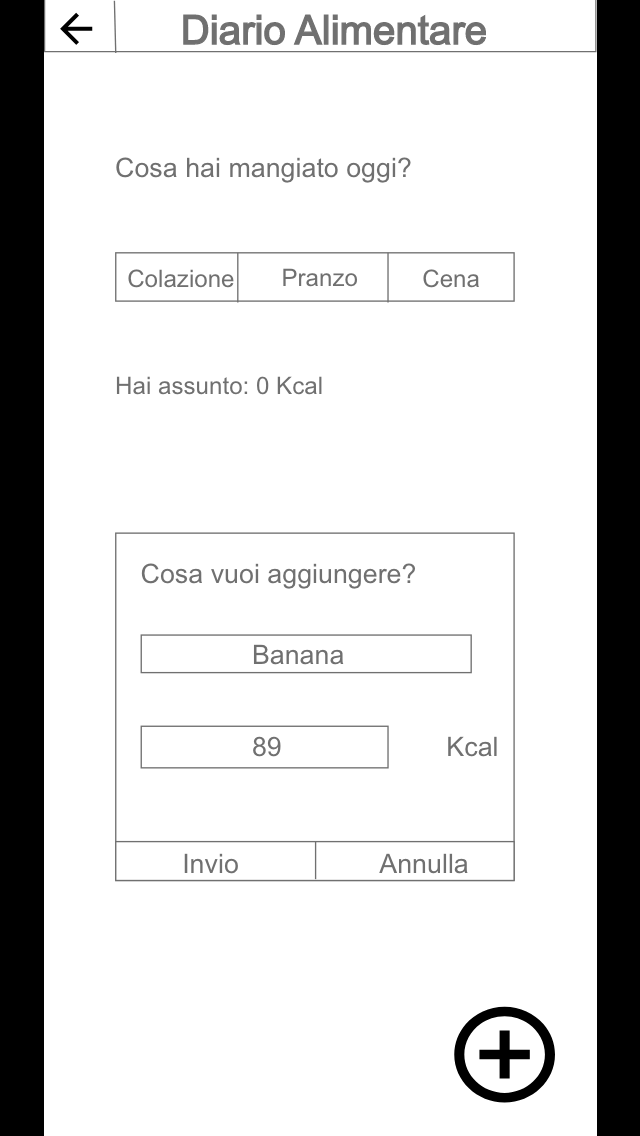 Diario Alimentare
Cosa hai mangiato oggi?
Colazione Pranzo Cena
Hai assunto: 0 Kcal
Cosa vuoi aggiungere?
Banana
89 Kcal
Invio Annulla